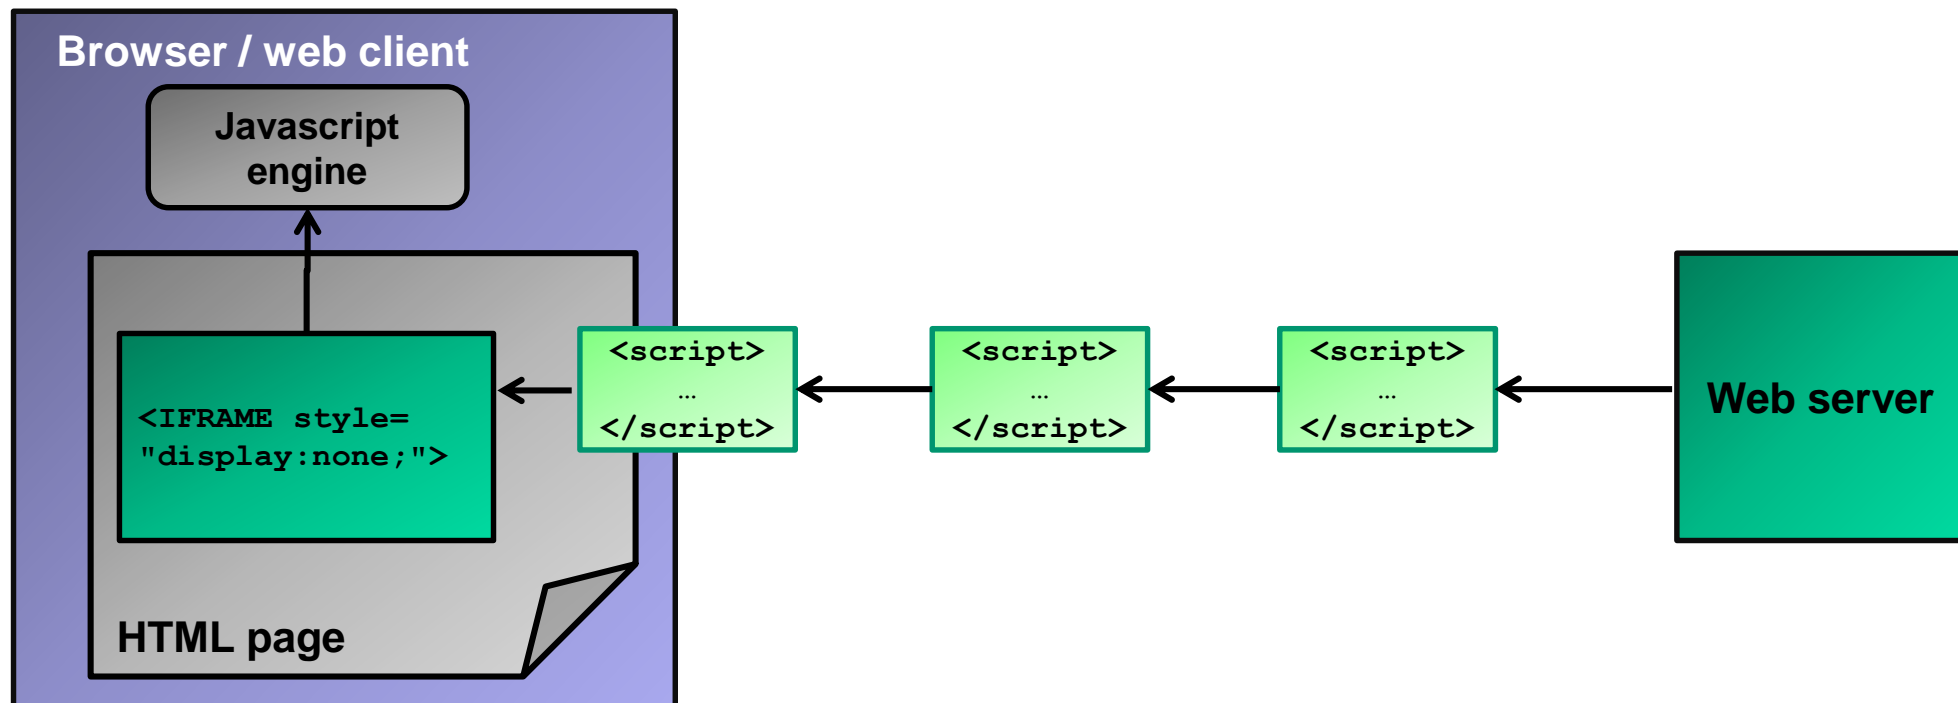 Browser / web client
Javascript
engine
<IFRAME style=
"display:none;">
HTML page
<script>
…
</script>
<script>
…
</script>
<script>
…
</script>
Web server